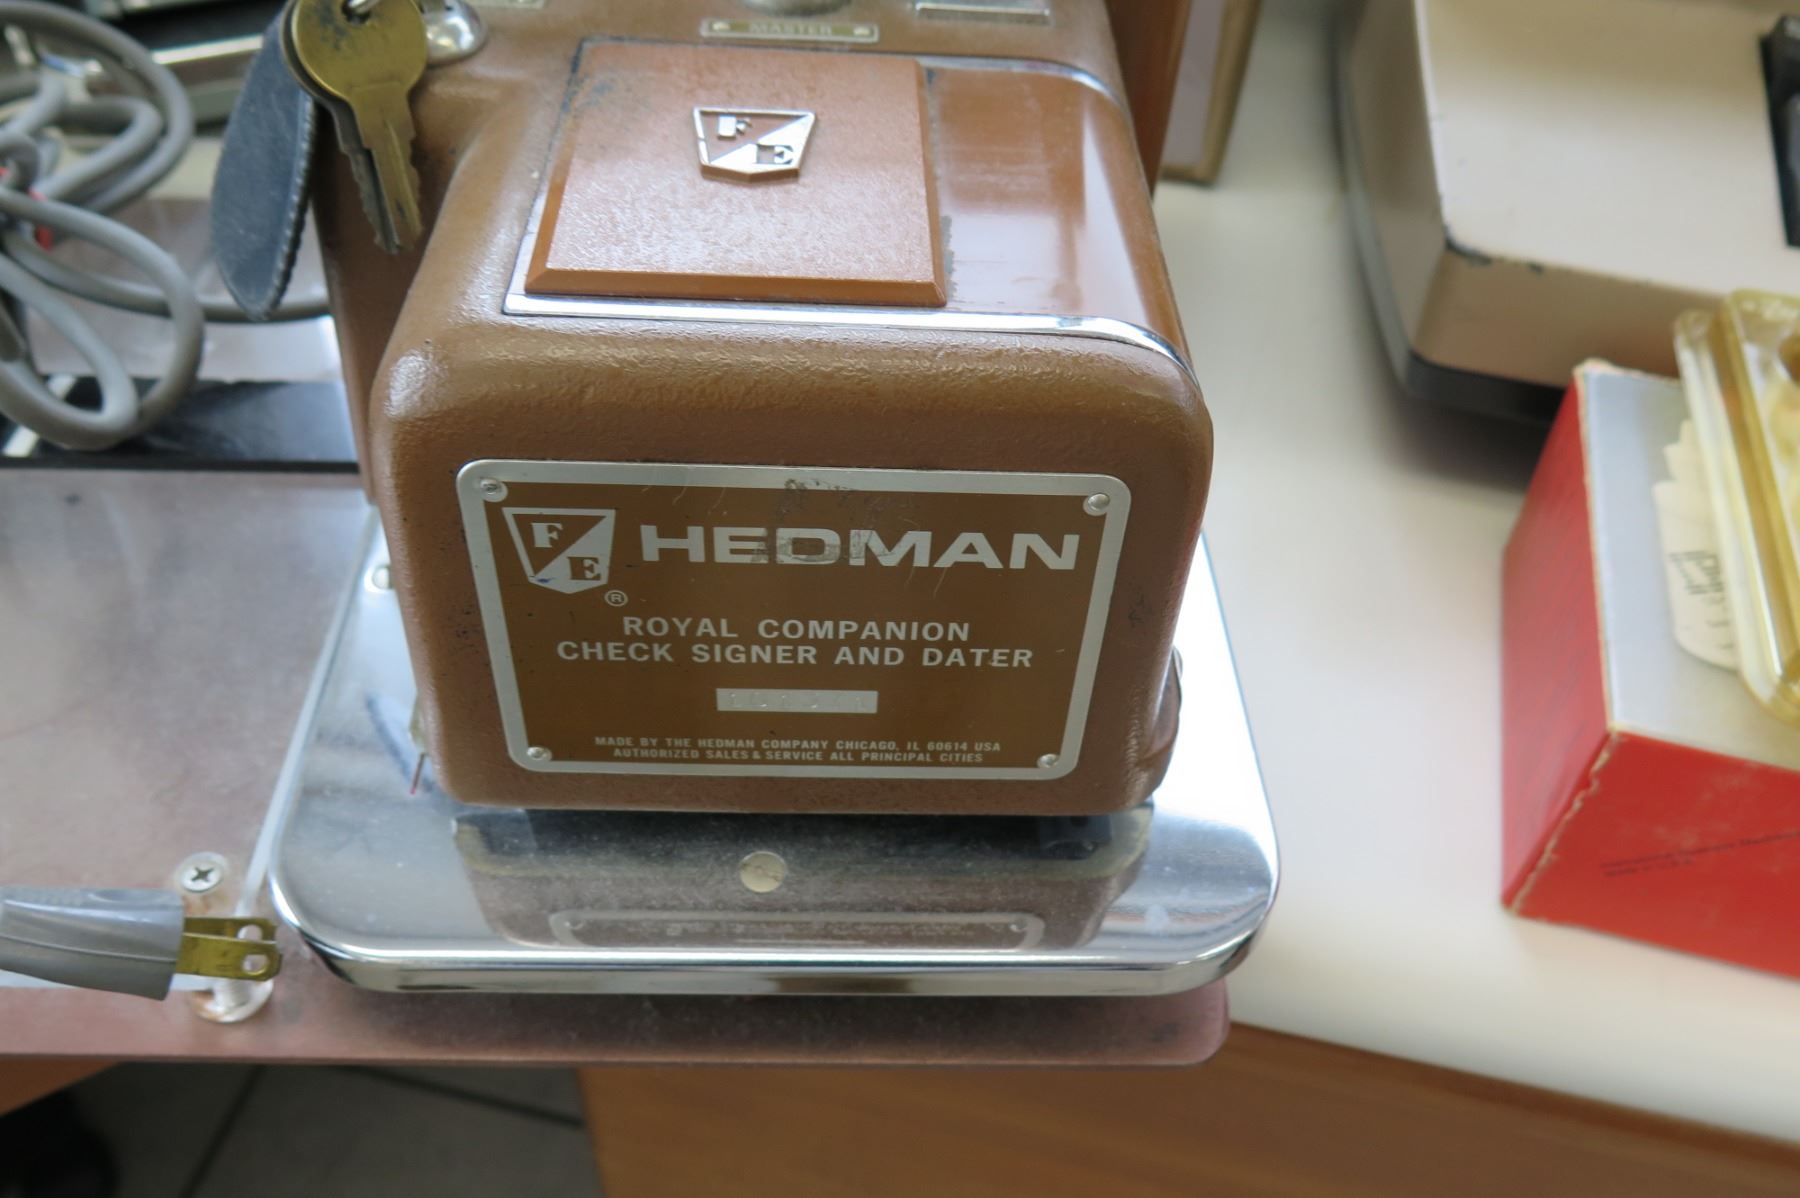 MASTER
F
E
F
E
®
HEDMAN
ROYAL COMPANION
CHECK SIGNER AND DATER
MADE BY THE HEDMAN COMPANY CHICAGO, IL 60614 USA
AUTHORIZED SALES & SERVICE ALL PRINCIPAL CITIES